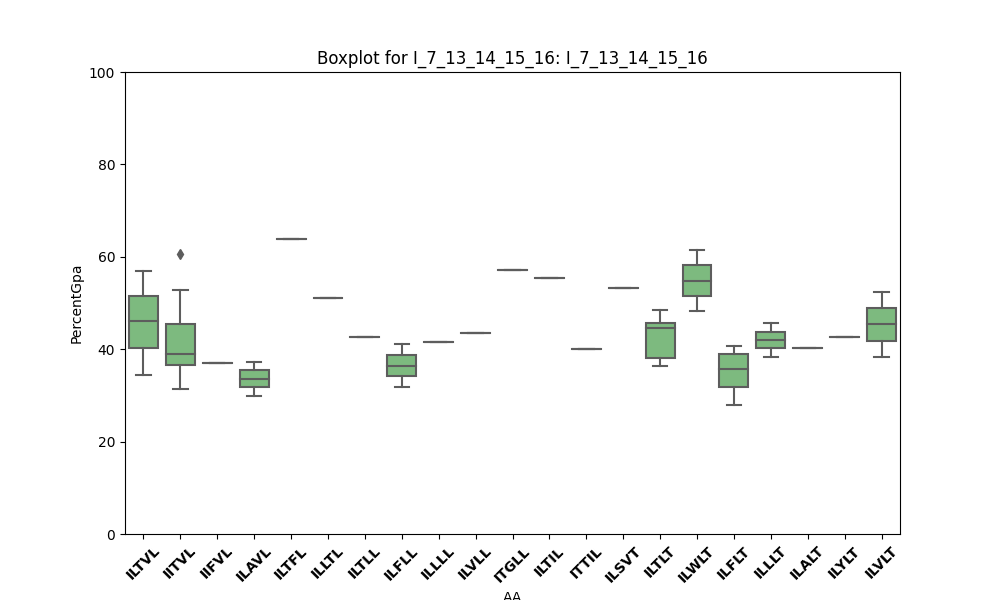 Boxplot for I_7_13_14_15_16: I_7_13_14_15_16
PercentGpa
100
80
60
40
20
0
ILTVL IITVL IIFVL ILAVL ILTFL ILLTL ILTLL ILFLL ILLLL ILVLL ITGLL ILTIL ITTIL ILSVT ILTLT ILWLT ILFLT ILLLT ILALT ILYLT ILVLT
AA